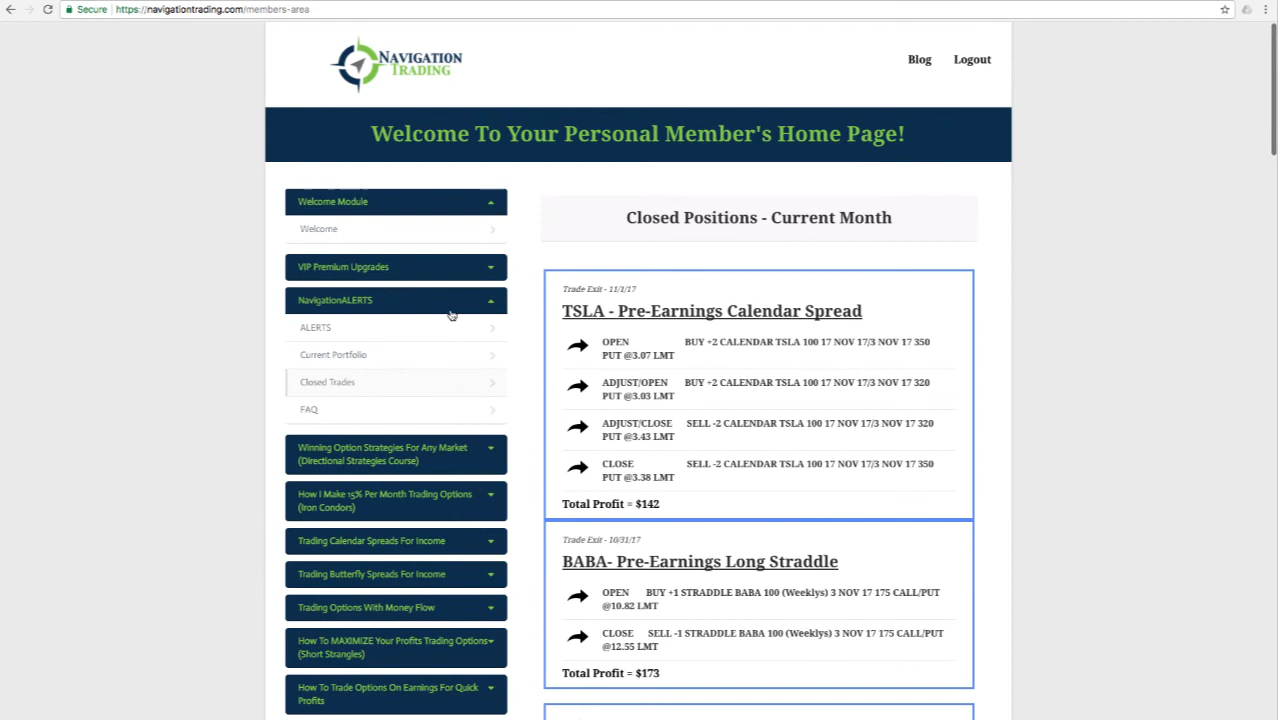 Secure
https://navigationtrading.com/members-area
NAVIGATION
TRADING
Blog
Logout
Welcome To Your Personal Member's Home Page!
Welcome Module
Welcome
VIP Premium Upgrades
NavigationALERTS
ALERTS
Current Portfolio
Closed Trades
FAQ
Winning Option Strategies For Any Market
(Directional Strategies Course)
How I Make 15% Per Month Trading Options
(Iron Condors)
Trading Calendar Spreads For Income
Trading Butterfly Spreads For Income
Trading Options With Money Flow
How To MAXIMIZE Your Profits Trading Options
(Short Strangles)
How To Trade Options On Earnings For Quick
Profits
Closed Positions - Current Month
Trade Exit - 11/1/17
TSLA - Pre-Earnings Calendar Spread
OPEN BUY +2 CALENDAR TSLA 100 17 NOV 17/3 NOV 17 350
PUT @3.07 LMT
ADJUST/OPEN BUY +2 CALENDAR TSLA 100 17 NOV 17/3 NOV 17 320
PUT @3.03 LMT
ADJUST/CLOSE SELL -2 CALENDAR TSLA 100 17 NOV 17/3 NOV 17 320
PUT @3.43 LMT
CLOSE SELL -2 CALENDAR TSLA 100 17 NOV 17/3 NOV 17 350
PUT @3.38 LMT
Total Profit = $142
Trade Exit - 10/31/17
BABA- Pre-Earnings Long Straddle
OPEN BUY +1 STRADDLE BABA 100 (Weeklys) 3 NOV 17 175 CALL/PUT
@10.82 LMT
CLOSE SELL -1 STRADDLE BABA 100 (Weeklys) 3 NOV 17 175 CALL/PUT
@12.55 LMT
Total Profit = $173